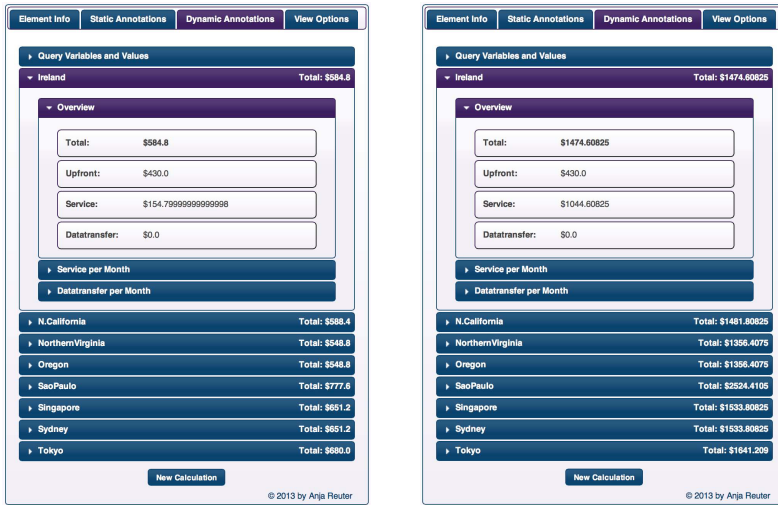 Element Info Static Annotations Dynamic Annotations View Options
Query Variables and Values
Ireland Total: $584.8
Overview
Total: $584.8
Upfront: $430.0
Service: $154.79999999999998
Datatransfer: $0.0
Service per Month
Datatransfer per Month
N.California Total: $588.4
NorthernVirginia Total: $548.8
Oregon Total: $548.8
SaoPaulo Total: $777.6
Singapore Total: $651.2
Sydney Total: $651.2
Tokyo Total: $680.0
New Calculation
© 2013 by Anja Reuter
Element Info Static Annotations Dynamic Annotations View Options
Query Variables and Values
Ireland Total: $1474.60825
Overview
Total: $1474.60825
Upfront: $430.0
Service: $1044.60825
Datatransfer: $0.0
Service per Month
Datatransfer per Month
N.California Total: $1481.80825
NorthernVirginia Total: $1356.4075
Oregon Total: $1356.4075
SaoPaulo Total: $2524.4105
Singapore Total: $1533.80825
Sydney Total: $1533.80825
Tokyo Total: $1641.209
New Calculation
© 2013 by Anja Reuter